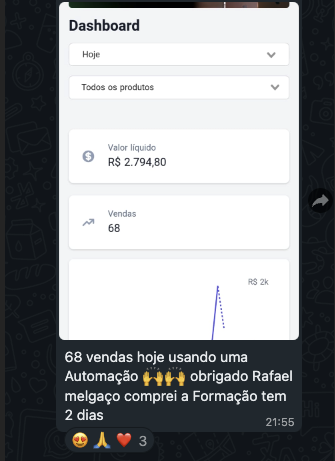 Dashboard
Hoje
Todos os produtos
Valor líquido
R$ 2.794,80
Vendas
68
R$ 2k
68 vendas hoje usando uma
Automação 🙌🙌 obrigado Rafael
melgaço comprei a Formação tem
2 dias
21:55
😍🙏❤️ 3